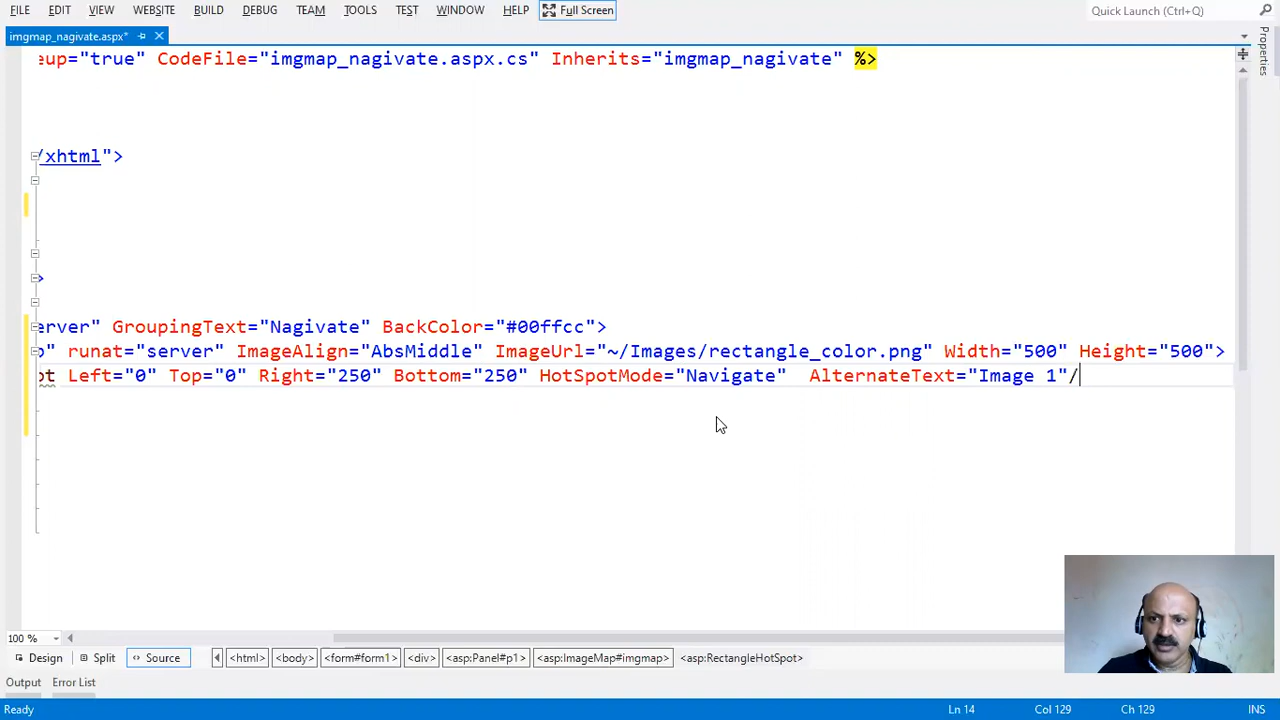 FILE EDIT VIEW WEBSITE BUILD DEBUG TEAM TOOLS TEST WINDOW HELP Full Screen Quick Launch (Ctrl+Q)
imgmap_nagivate.aspx*
Properties
eup="true" CodeFile="imgmap_nagivate.aspx.cs" Inherits="imgmap_nagivate" %>
/xhtml">
>
erver" GroupingText="Nagivate" BackColor="#00ffcc">
p" runat="server" ImageAlign="AbsMiddle" ImageUrl="~/Images/rectangle_color.png" Width="500" Height="500">
ot Left="0" Top="0" Right="250" Bottom="250" HotSpotMode="Navigate" AlternateText="Image 1"/
100 %
Design Split Source <html> <body> <form#form1> <div> <asp:Panel#p1> <asp:ImageMap#imgmap> <asp:RectangleHotSpot>
Output Error List
Ready Ln 14 Col 129 Ch 129 INS